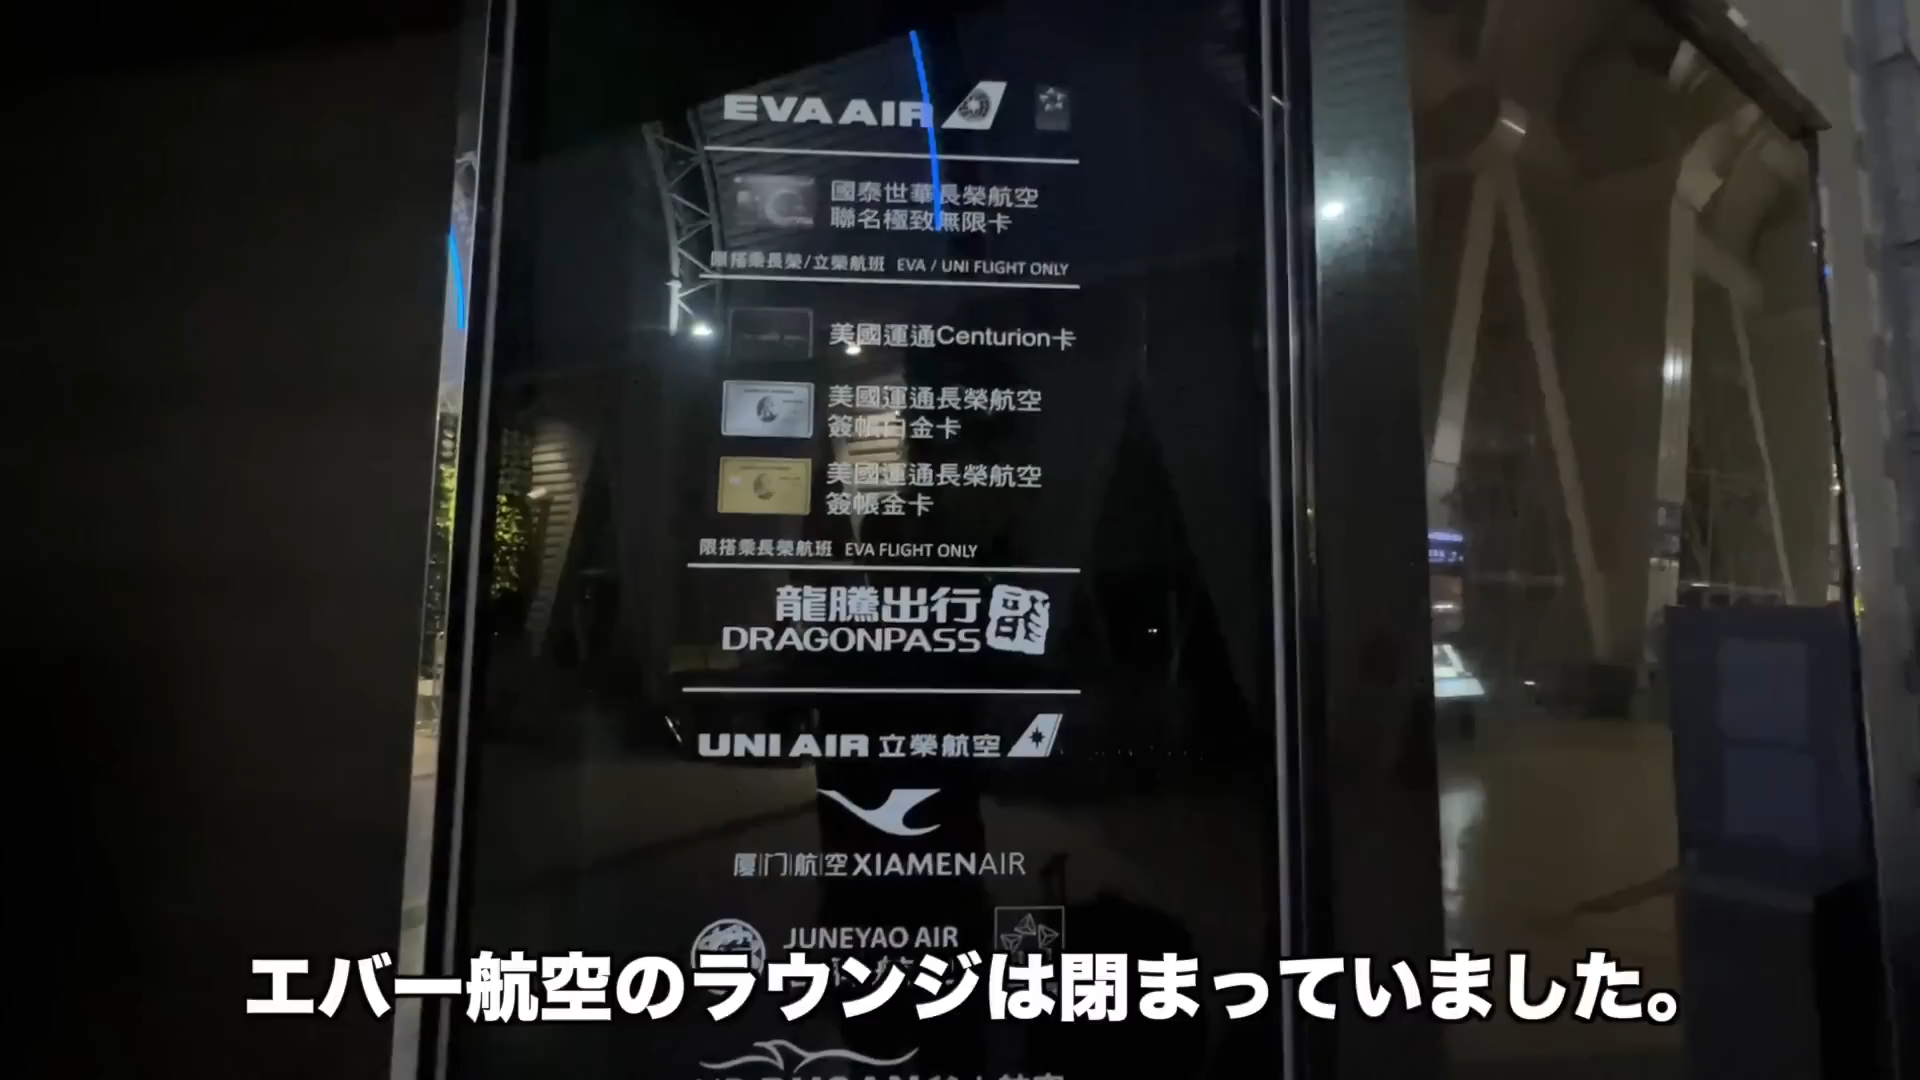 EVA AIR
國泰世華長榮航空
聯名極致無限卡
限搭乘長榮/立榮航班 EVA / UNI FLIGHT ONLY
美國運通Centurion卡
美國運通長榮航空
簽帳白金卡
美國運通長榮航空
簽帳金卡
限搭乘長榮航班 EVA FLIGHT ONLY
龍騰出行
DRAGONPASS
UNI AIR 立榮航空
厦门航空XIAMENAIR
JUNEYAO AIR
エバー航空のラウンジは閉まっていました。